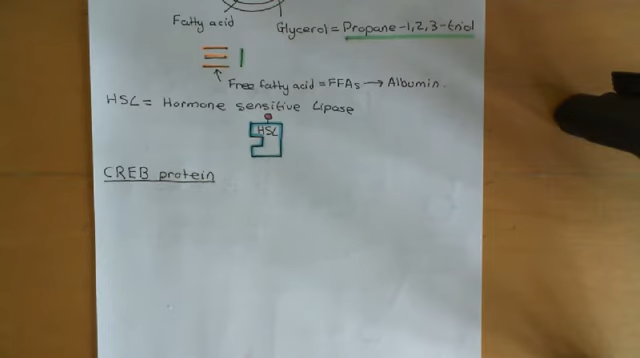 Fatty acid
Glycerol = Propane-1,2,3-triol
Free fatty acid = FFAs → Albumin.
HSL = Hormone sensitive Lipase
HSL
CREB protein